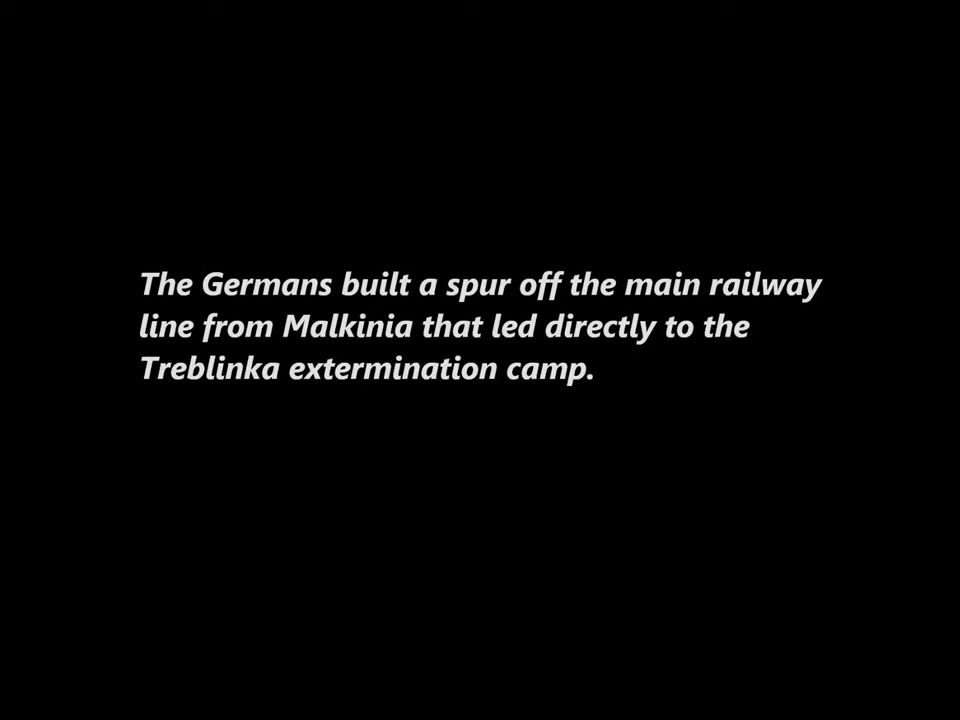 The Germans built a spur off the main railway
line from Malkinia that led directly to the
Treblinka extermination camp.